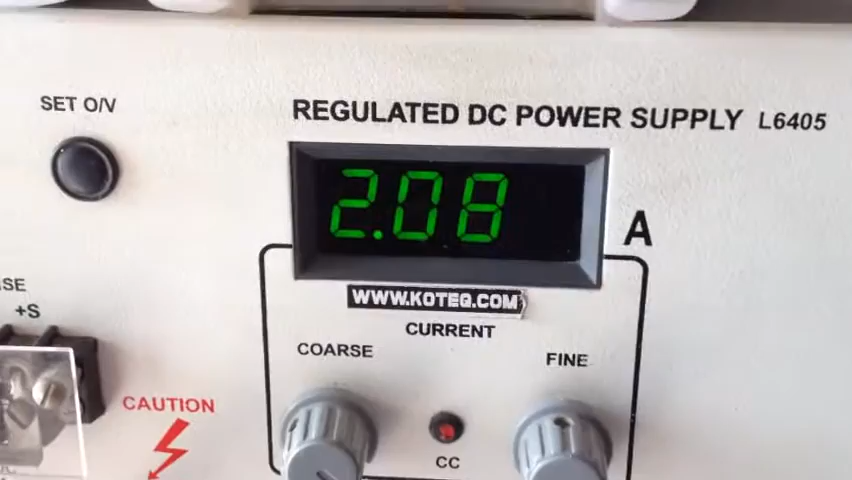 SET O/V
REGULATED DC POWER SUPPLY L6405
2.08
A
WWW.KOTEQ.COM
+S
CURRENT
COARSE
FINE
CAUTION
CC